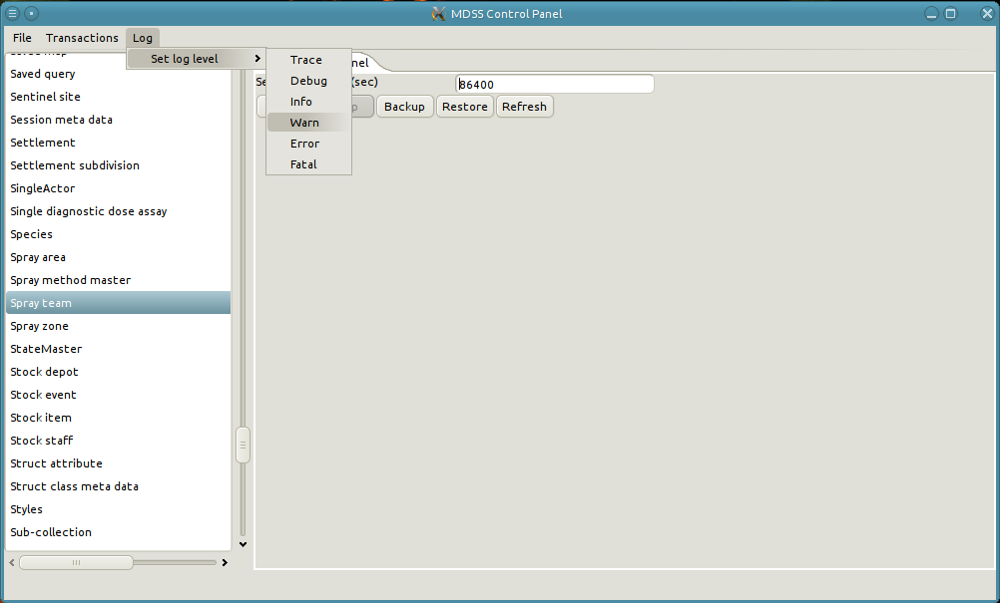 MDSS Control Panel
File Transactions Log
Set log level
Trace
Debug
Info
Warn
Error
Fatal
nel
Se
(sec)
86400
p
Backup
Restore
Refresh
Saved query
Sentinel site
Session meta data
Settlement
Settlement subdivision
SingleActor
Single diagnostic dose assay
Species
Spray area
Spray method master
Spray team
Spray zone
StateMaster
Stock depot
Stock event
Stock item
Stock staff
Struct attribute
Struct class meta data
Styles
Sub-collection